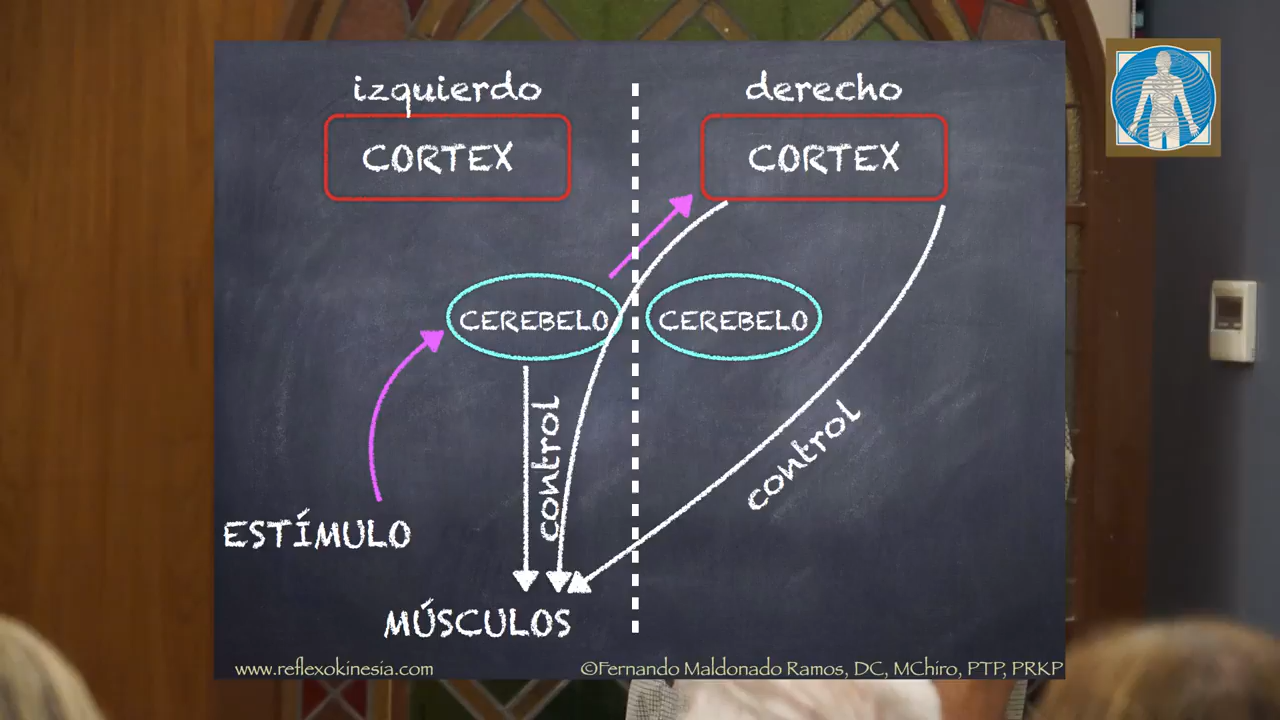 izquierdo
derecho
CORTEX
CORTEX
CEREBELO
CEREBELO
control
control
ESTÍMULO
MÚSCULOS
www.reflexokinesia.com
©Fernando Maldonado Ramos, DC, MChiro, PTP, PRKP